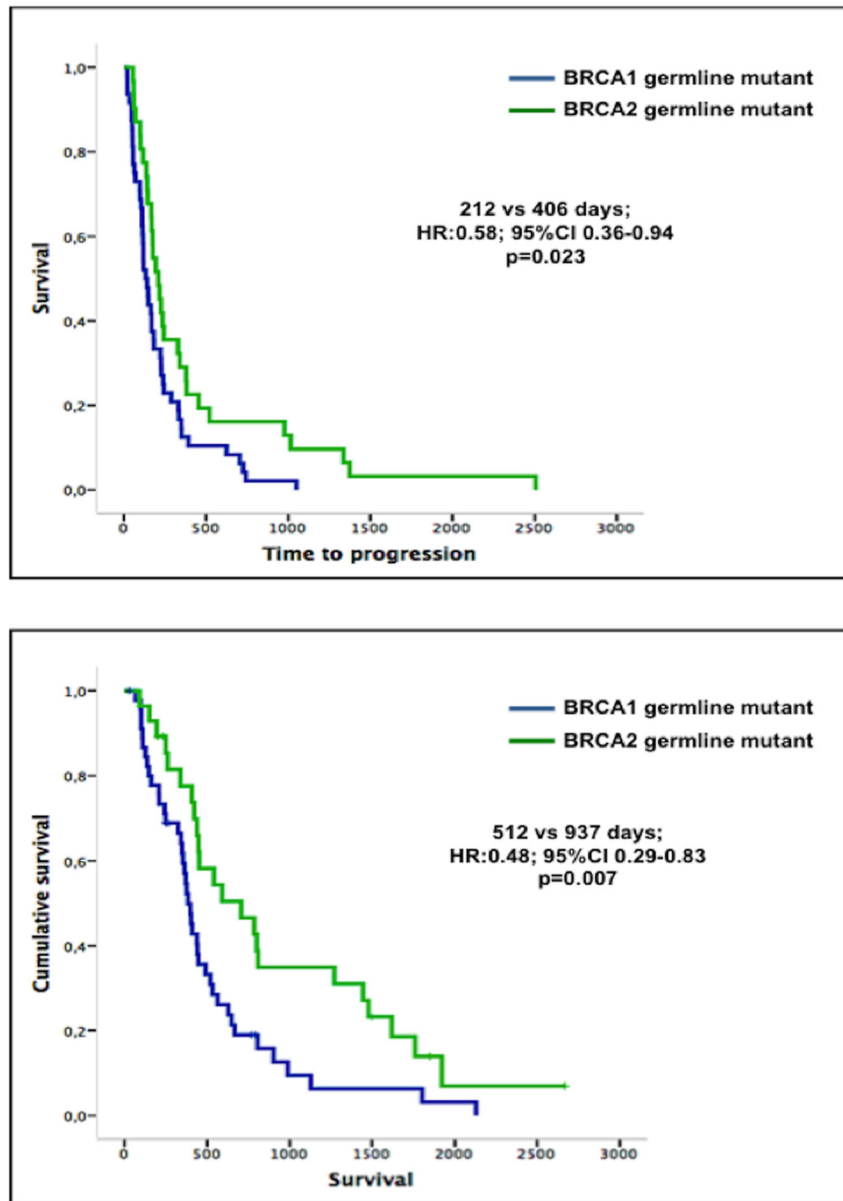 BRCA1 germline mutant
BRCA2 germline mutant
212 vs 406 days;
HR:0.58; 95%CI 0.36-0.94
p=0.023
Survival
1,0
0,8
0,6
0,4
0,2
0,0
0 500 1000 1500 2000 2500 3000
Time to progression
BRCA1 germline mutant
BRCA2 germline mutant
512 vs 937 days;
HR:0.48; 95%CI 0.29-0.83
p=0.007
Cumulative survival
1,0
0,8
0,6
0,4
0,2
0,0
0 500 1000 1500 2000 2500 3000
Survival